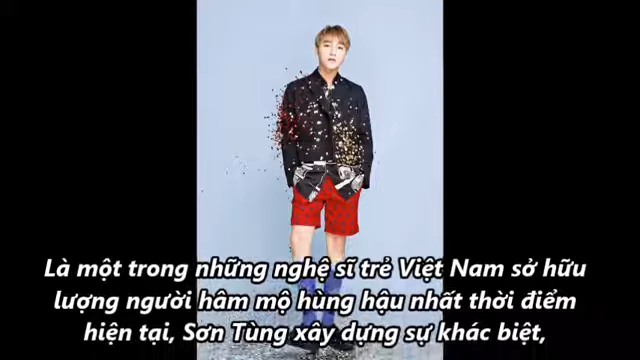 Là một trong những nghệ sĩ trẻ Việt Nam sở hữu
lượng người hâm mộ hùng hậu nhất thời điểm
hiện tại, Sơn Tùng xây dựng sự khác biệt,